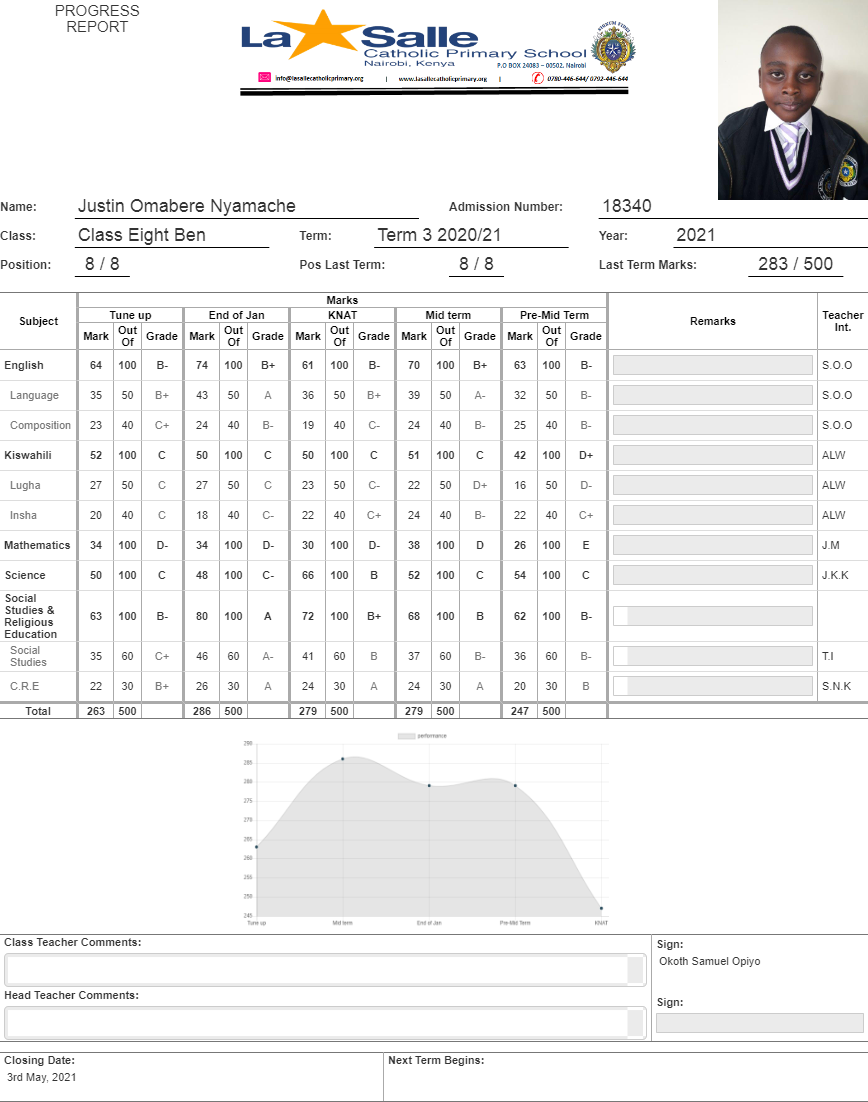 PROGRESS
REPORT
La Salle
Catholic Primary School
Nairobi, Kenya
P.O BOX 24083 – 00502, Nairobi
info@lasallecatholicprimary.org | www.lasallecatholicprimary.org | 0780-446-644/ 0792-446-644
Name: Justin Omabere Nyamache Admission Number: 18340
Class: Class Eight Ben Term: Term 3 2020/21 Year: 2021
Position: 8 / 8 Pos Last Term: 8 / 8 Last Term Marks: 283 / 500
Marks
Subject Tune up End of Jan KNAT Mid term Pre-Mid Term Remarks Teacher Int.
Mark Out Of Grade Mark Out Of Grade Mark Out Of Grade Mark Out Of Grade Mark Out Of Grade
English 64 100 B- 74 100 B+ 61 100 B- 70 100 B+ 63 100 B- S.O.O
Language 35 50 B+ 43 50 A 36 50 B+ 39 50 A- 32 50 B- S.O.O
Composition 23 40 C+ 24 40 B- 19 40 C- 24 40 B- 25 40 B- S.O.O
Kiswahili 52 100 C 50 100 C 50 100 C 51 100 C 42 100 D+ ALW
Lugha 27 50 C 27 50 C 23 50 C- 22 50 D+ 16 50 D- ALW
Insha 20 40 C 18 40 C- 22 40 C+ 24 40 B- 22 40 C+ ALW
Mathematics 34 100 D- 34 100 D- 30 100 D- 38 100 D 26 100 E J.M
Science 50 100 C 48 100 C- 66 100 B 52 100 C 54 100 C J.K.K
Social
Studies &
Religious
Education 63 100 B- 80 100 A 72 100 B+ 68 100 B 62 100 B-
Social
Studies 35 60 C+ 46 60 A- 41 60 B 37 60 B- 36 60 B- T.I
C.R.E 22 30 B+ 26 30 A 24 30 A 24 30 A 20 30 B S.N.K
Total 263 500 286 500 279 500 279 500 247 500
performance
290
285
280
275
270
265
260
255
250
245
Tune up Mid term End of Jan Pre-Mid Term KNAT
Class Teacher Comments: Sign:
Okoth Samuel Opiyo
Head Teacher Comments: Sign:
Closing Date: Next Term Begins:
3rd May, 2021